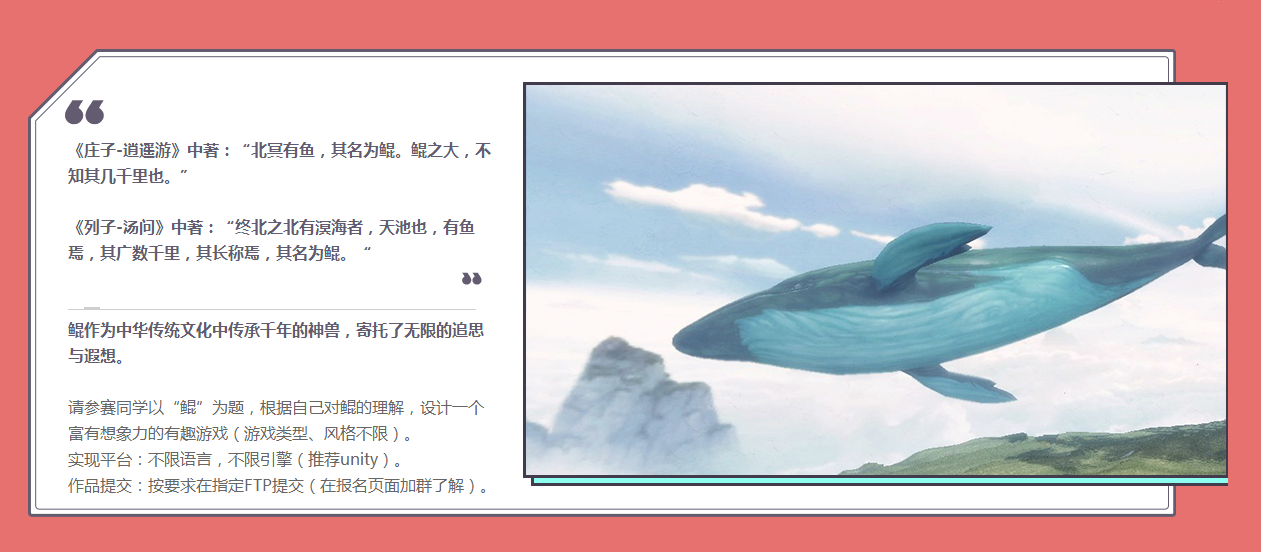 ❝
《庄子-逍遥游》中著：“北冥有鱼，其名为鲲。鲲之大，不
知其几千里也。”
《列子-汤问》中著：“终北之北有溟海者，天池也，有鱼
焉，其广数千里，其长称焉，其名为鲲。“
❞
鲲作为中华传统文化中传承千年的神兽，寄托了无限的追思
与遐想。
请参赛同学以“鲲”为题，根据自己对鲲的理解，设计一个
富有想象力的有趣游戏（游戏类型、风格不限）。
实现平台：不限语言，不限引擎（推荐unity）。
作品提交：按要求在指定FTP提交（在报名页面加群了解）。